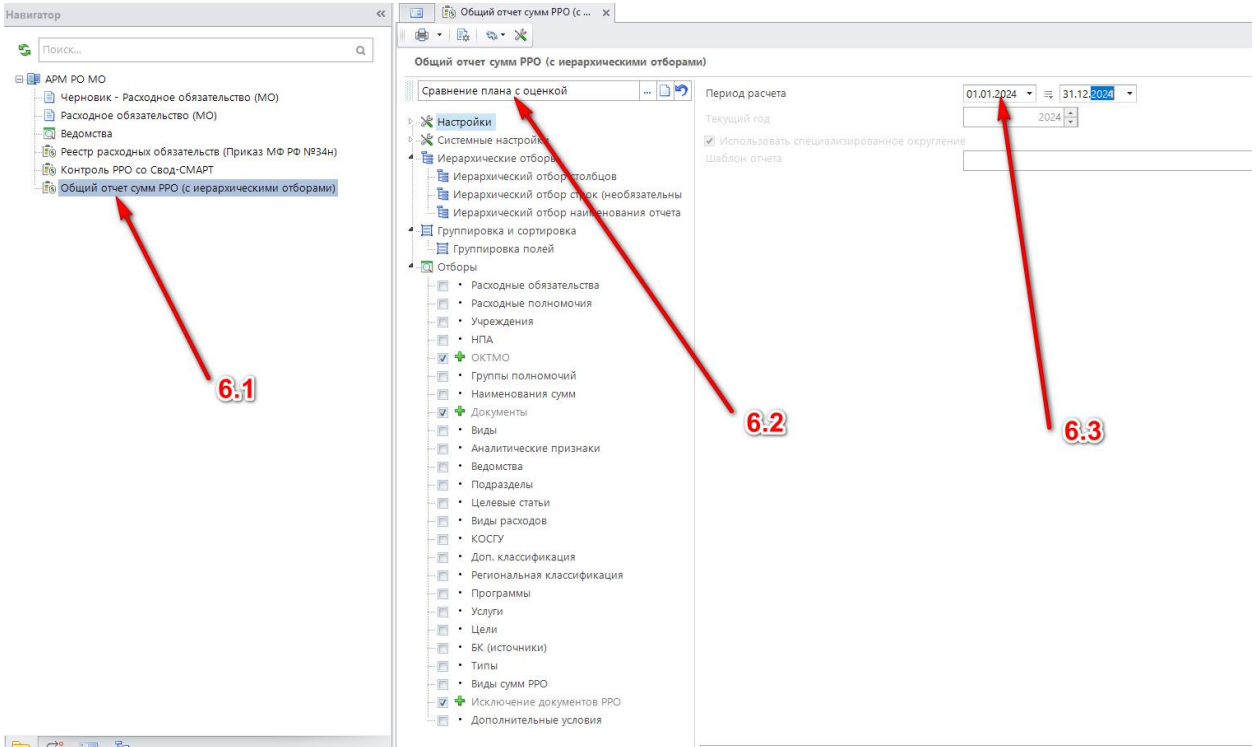 Навигатор
Поиск...
АРМ РО МО
Черновик - Расходное обязательство (МО)
Расходное обязательство (МО)
Ведомства
Реестр расходных обязательств (Приказ МФ РФ №34н)
Контроль РРО со Свод-СМАРТ
Общий отчет сумм РРО (с иерархическими отборами)
6.1
Общий отчет сумм РРО (с ...
Общий отчет сумм РРО (с иерархическими отборами)
Сравнение плана с оценкой
Настройки
Системные настройки
Иерархические отборы
Иерархический отбор столбцов
Иерархический отбор строк (необязательны
Иерархический отбор наименования отчета
Группировка и сортировка
Группировка полей
Отборы
Расходные обязательства
Расходные полномочия
Учреждения
НПА
ОКТМО
Группы полномочий
Наименования сумм
Документы
Виды
Аналитические признаки
Ведомства
Подразделы
Целевые статьи
Виды расходов
КОСГУ
Доп. классификация
Региональная классификация
Программы
Услуги
Цели
БК (источники)
Типы
Виды сумм РРО
Исключение документов РРО
Дополнительные условия
6.2
Период расчета 01.01.2024 31.12.2024
Текущий год 2024
Использовать специализированное округление
Шаблон отчета
6.3